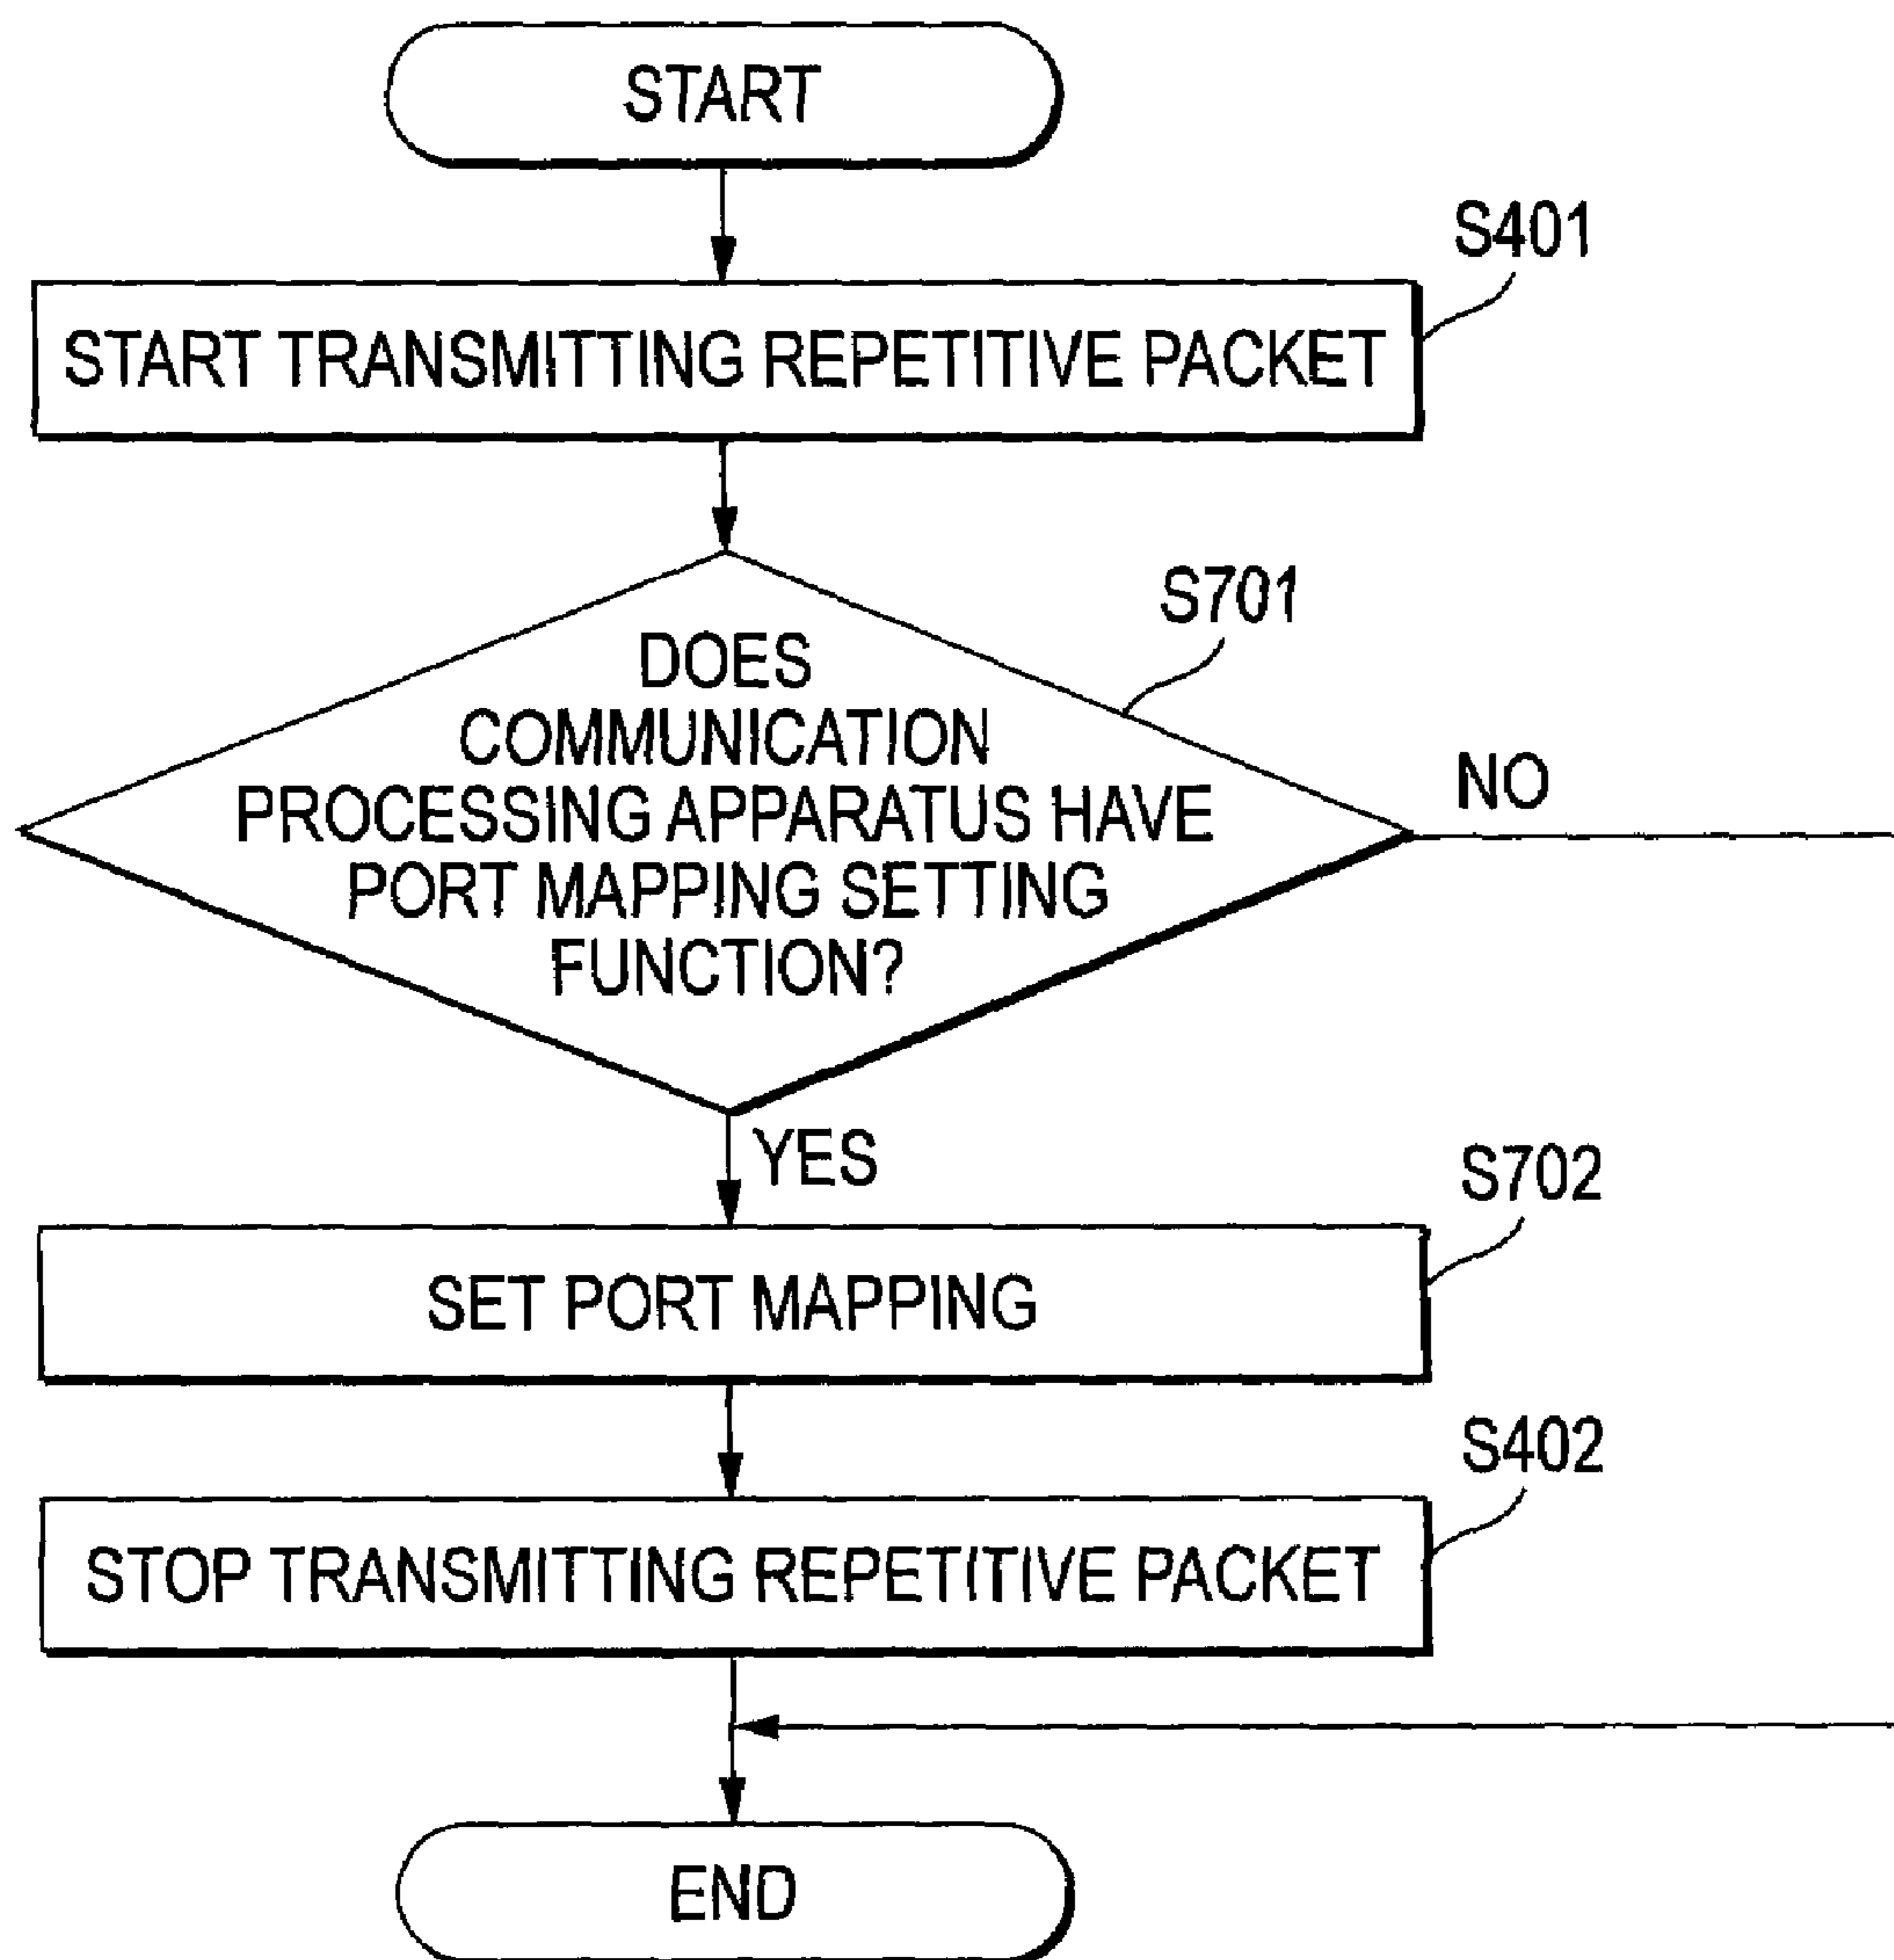 START
S401
START TRANSMITTING REPETITIVE PACKET
S701
DOES
COMMUNICATION
PROCESSING APPARATUS HAVE
PORT MAPPING SETTING
FUNCTION?
NO
YES
S702
SET PORT MAPPING
S402
STOP TRANSMITTING REPETITIVE PACKET
END